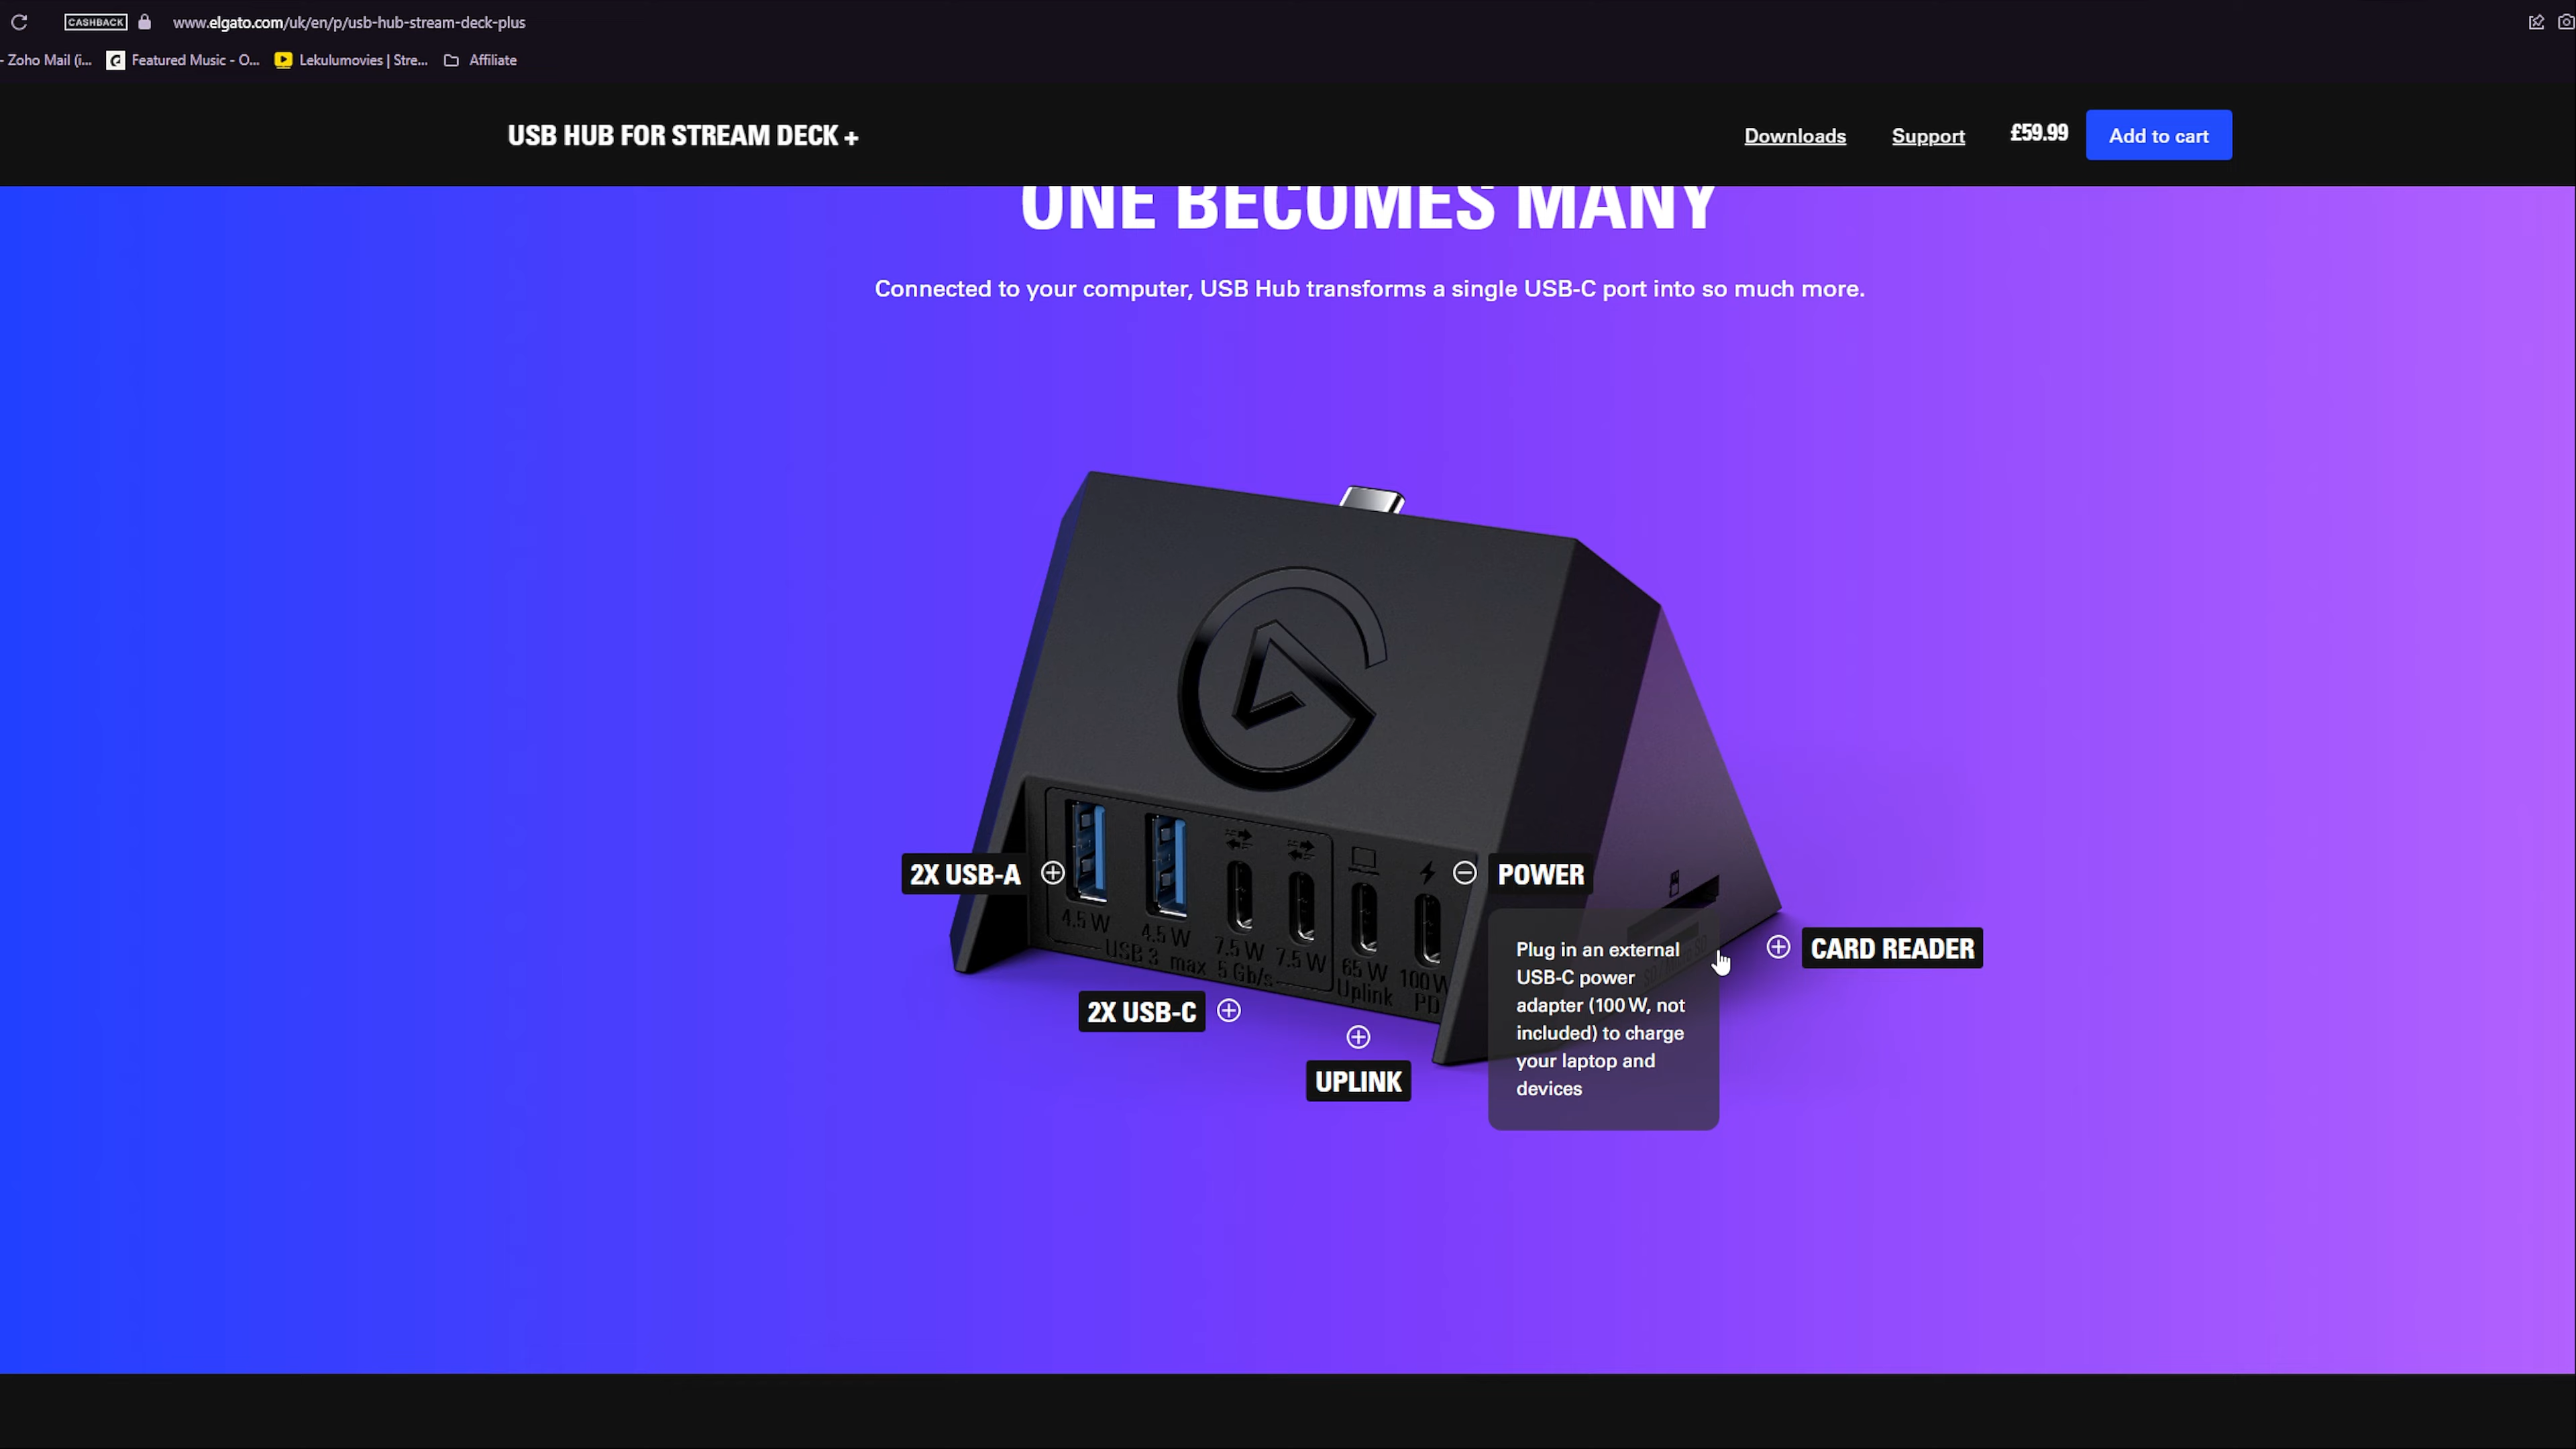 CASHBACK
www.elgato.com/uk/en/p/usb-hub-stream-deck-plus
- Zoho Mail (i...
Featured Music - O...
Lekulumovies | Stre...
Affiliate
USB HUB FOR STREAM DECK +
Downloads
Support
£59.99
Add to cart
ONE BECOMES MANY
Connected to your computer, USB Hub transforms a single USB-C port into so much more.
2X USB-A
POWER
4.5 W
4.5 W
7.5 W
7.5 W
65 W
100 W
USB 3 max 5 Gb/s
Uplink
PD
Plug in an external
USB-C power
adapter (100 W, not
included) to charge
your laptop and
devices
CARD READER
2X USB-C
UPLINK